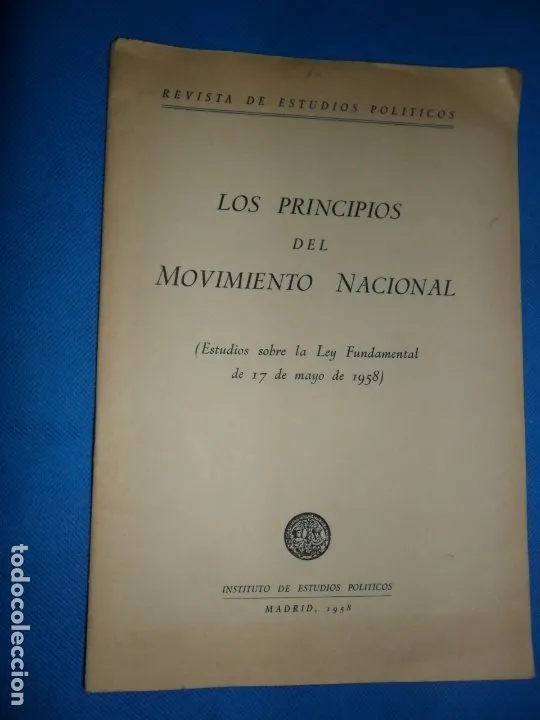 REVISTA DE ESTUDIOS POLITICOS
LOS PRINCIPIOS
DEL
MOVIMIENTO NACIONAL
(Estudios sobre la Ley Fundamental
de 17 de mayo de 1958)
INSTITUTO DE ESTUDIOS POLITICOS
MADRID, 1958
todocoleccion